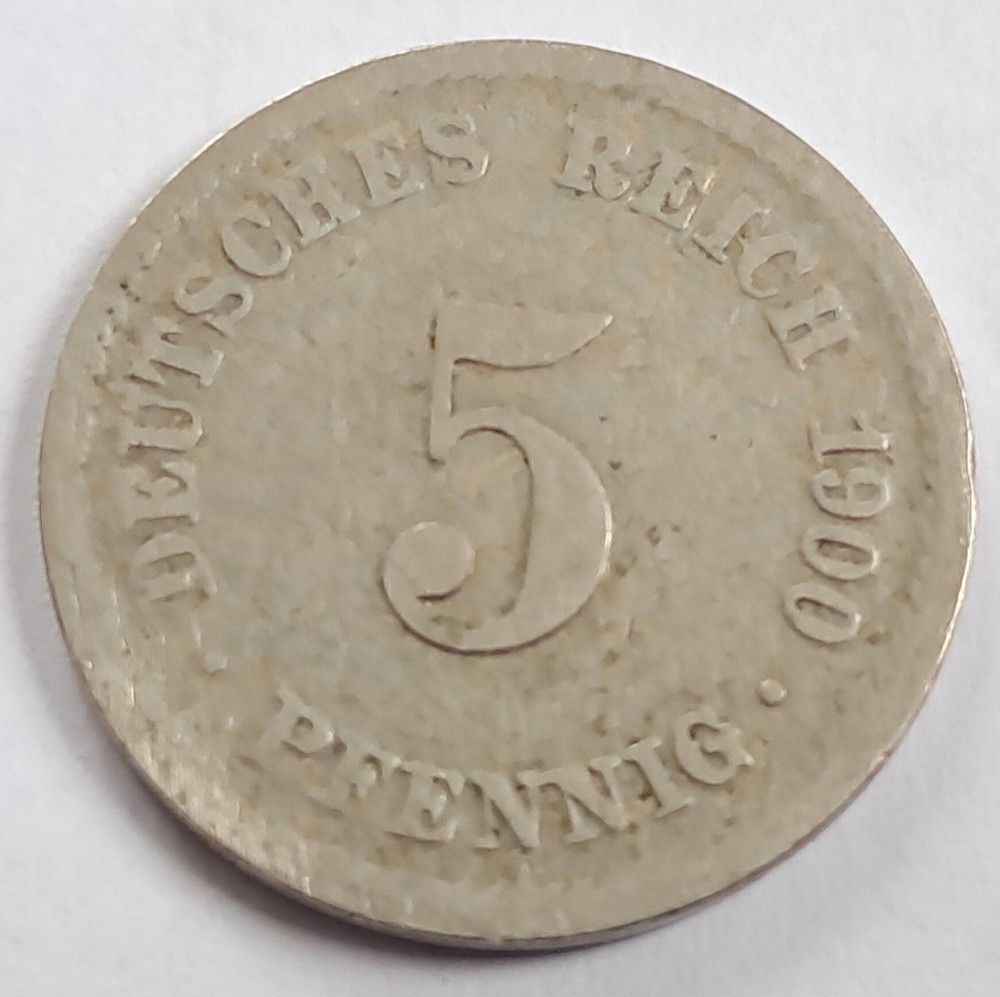 DEUTSCHES REICH 1900
5
PFENNIG